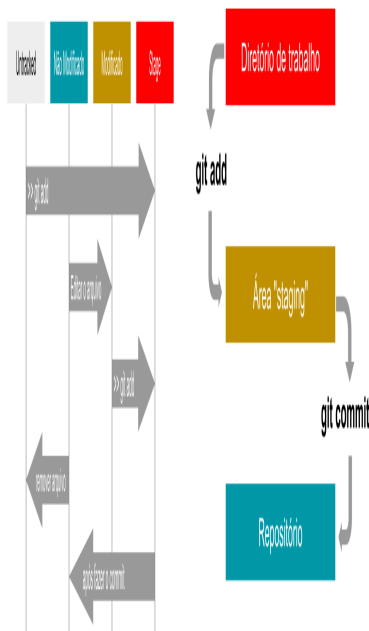 Untracked
Não Modificado
Modificado
Stage
>> git add
Editar o arquivo
>> git add
remover arquivo
após fazer o commit
Diretório de trabalho
git add
Área "staging"
git commit
Repositório